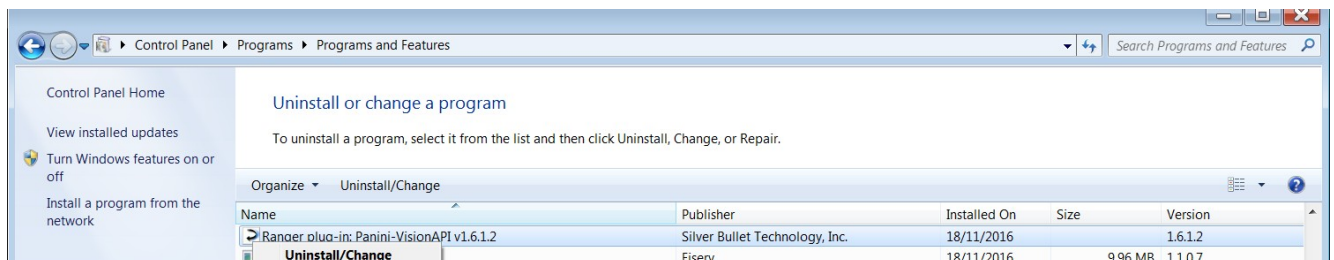 Control Panel Programs Programs and Features Search Programs and Features
Control Panel Home
View installed updates
Turn Windows features on or
off
Install a program from the
network
Uninstall or change a program
To uninstall a program, select it from the list and then click Uninstall, Change, or Repair.
Organize Uninstall/Change
Name Publisher Installed On Size Version
Ranger plug-in: Panini-VisionAPI v1.6.1.2 Silver Bullet Technology, Inc. 18/11/2016 1.6.1.2
Uninstall/Change Fiserv 18/11/2016 9.96 MB 1.1.0.7